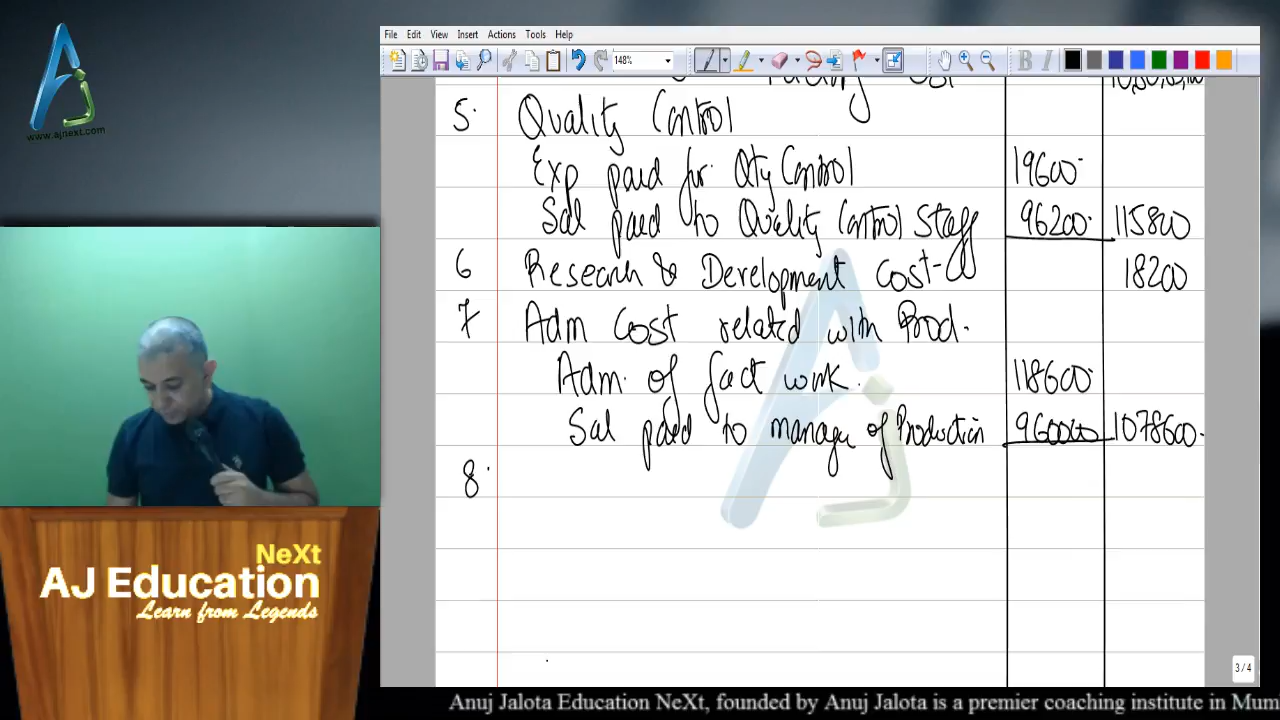 File Edit View Insert Actions Tools Help
148%
5. Quality Control
Exp paid for Qty Control 19600
Sal paid to Quality Control Staff 96200 115800
6 Research & Development Cost- 18200
7 Adm Cost related with Prod.
Adm. of fact work. 118600
Sal paid to manager of Production 960000 1078600
8.
3/4
www.ajnext.com
NeXt
AJ Education
Learn from Legends
Anuj Jalota Education NeXt, founded by Anuj Jalota is a premier coaching institute in Mum